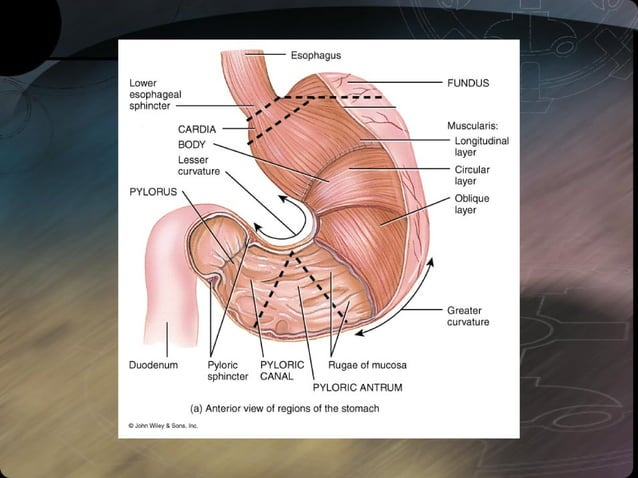 Esophagus
Lower
esophageal
sphincter
FUNDUS
CARDIA
BODY
Lesser
curvature
PYLORUS
Muscularis:
Longitudinal
layer
Circular
layer
Oblique
layer
Greater
curvature
Duodenum
Pyloric
sphincter
PYLORIC
CANAL
Rugae of mucosa
PYLORIC ANTRUM
(a) Anterior view of regions of the stomach
© John Wiley & Sons, Inc.